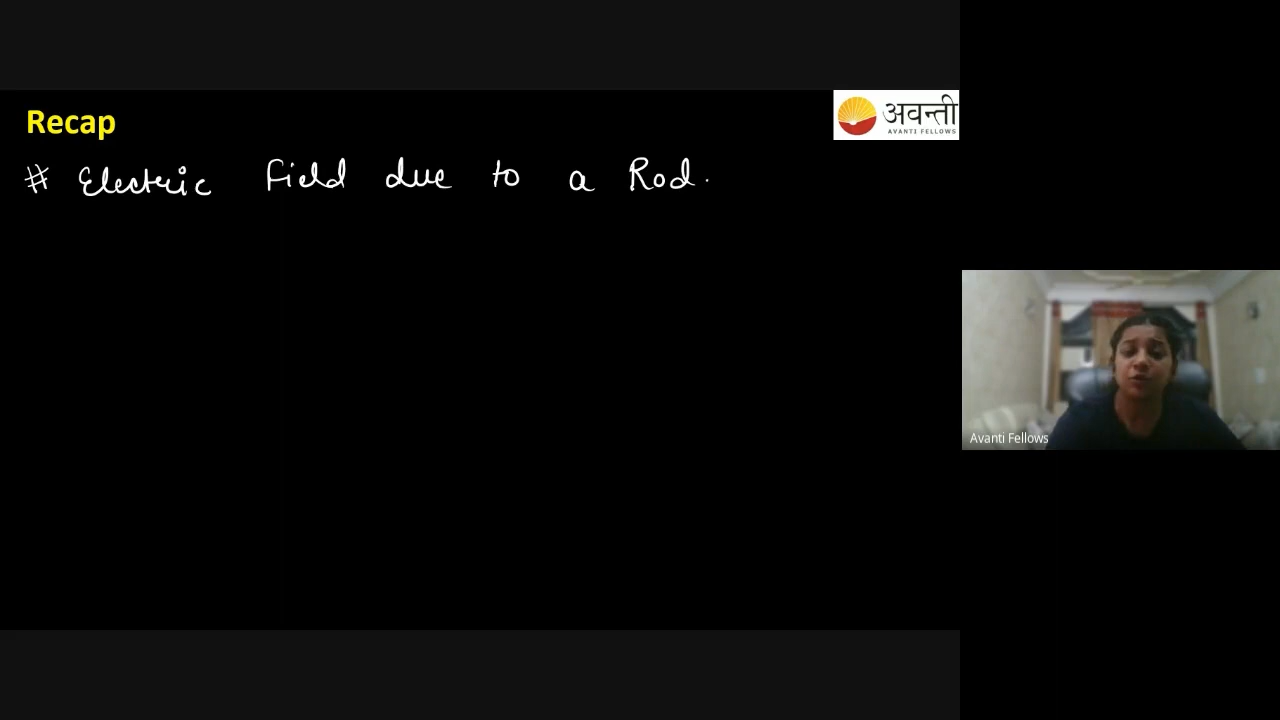 Recap
अवन्ती
AVANTI FELLOWS
# Electric Field due to a Rod.
Avanti Fellows